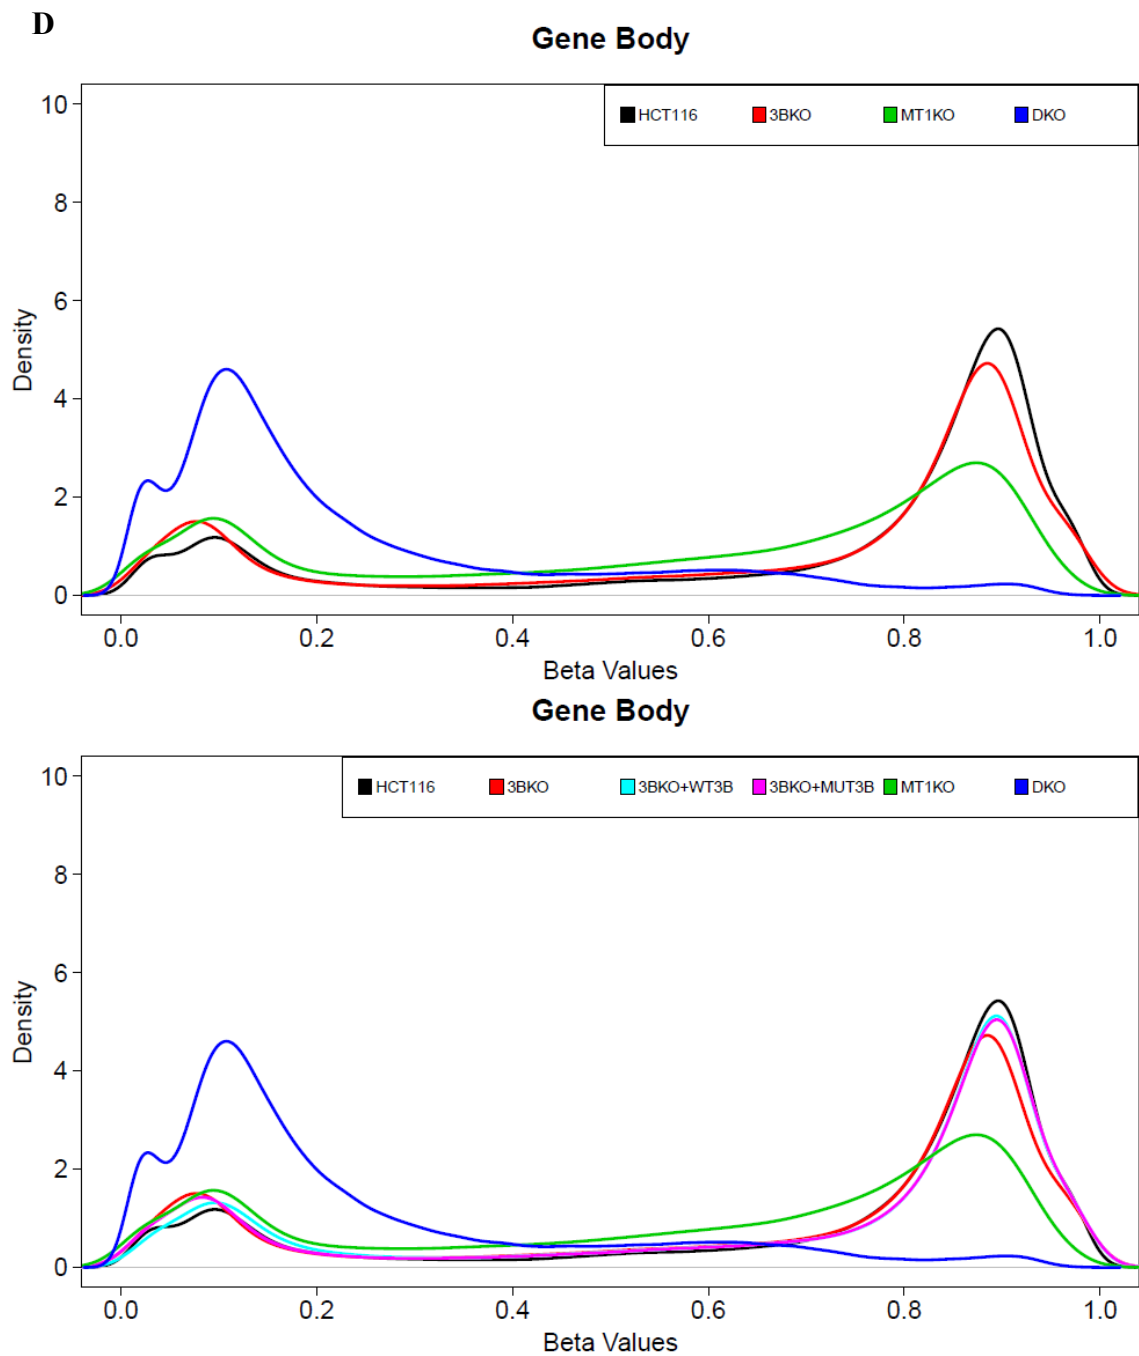 D
Gene Body
HCT116 3BKO MT1KO DKO
10
8
6
4
2
0
Density
0.0 0.2 0.4 0.6 0.8 1.0
Beta Values
Gene Body
HCT116 3BKO 3BKO+WT3B 3BKO+MUT3B MT1KO DKO
10
8
6
4
2
0
Density
0.0 0.2 0.4 0.6 0.8 1.0
Beta Values